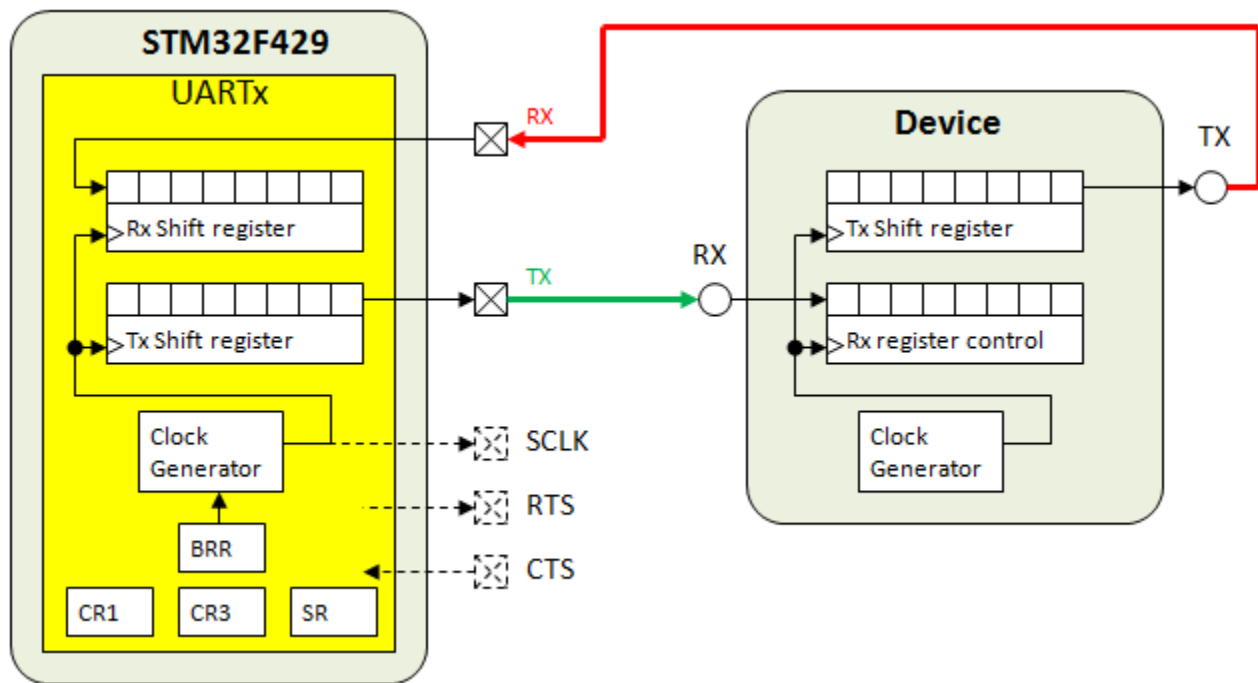 STM32F429
UARTx
RX
Device
TX
Rx Shift register
Tx Shift register
RX
TX
Tx Shift register
Rx register control
Clock
Generator
SCLK
Clock
Generator
RTS
BRR
CTS
CR1
CR3
SR